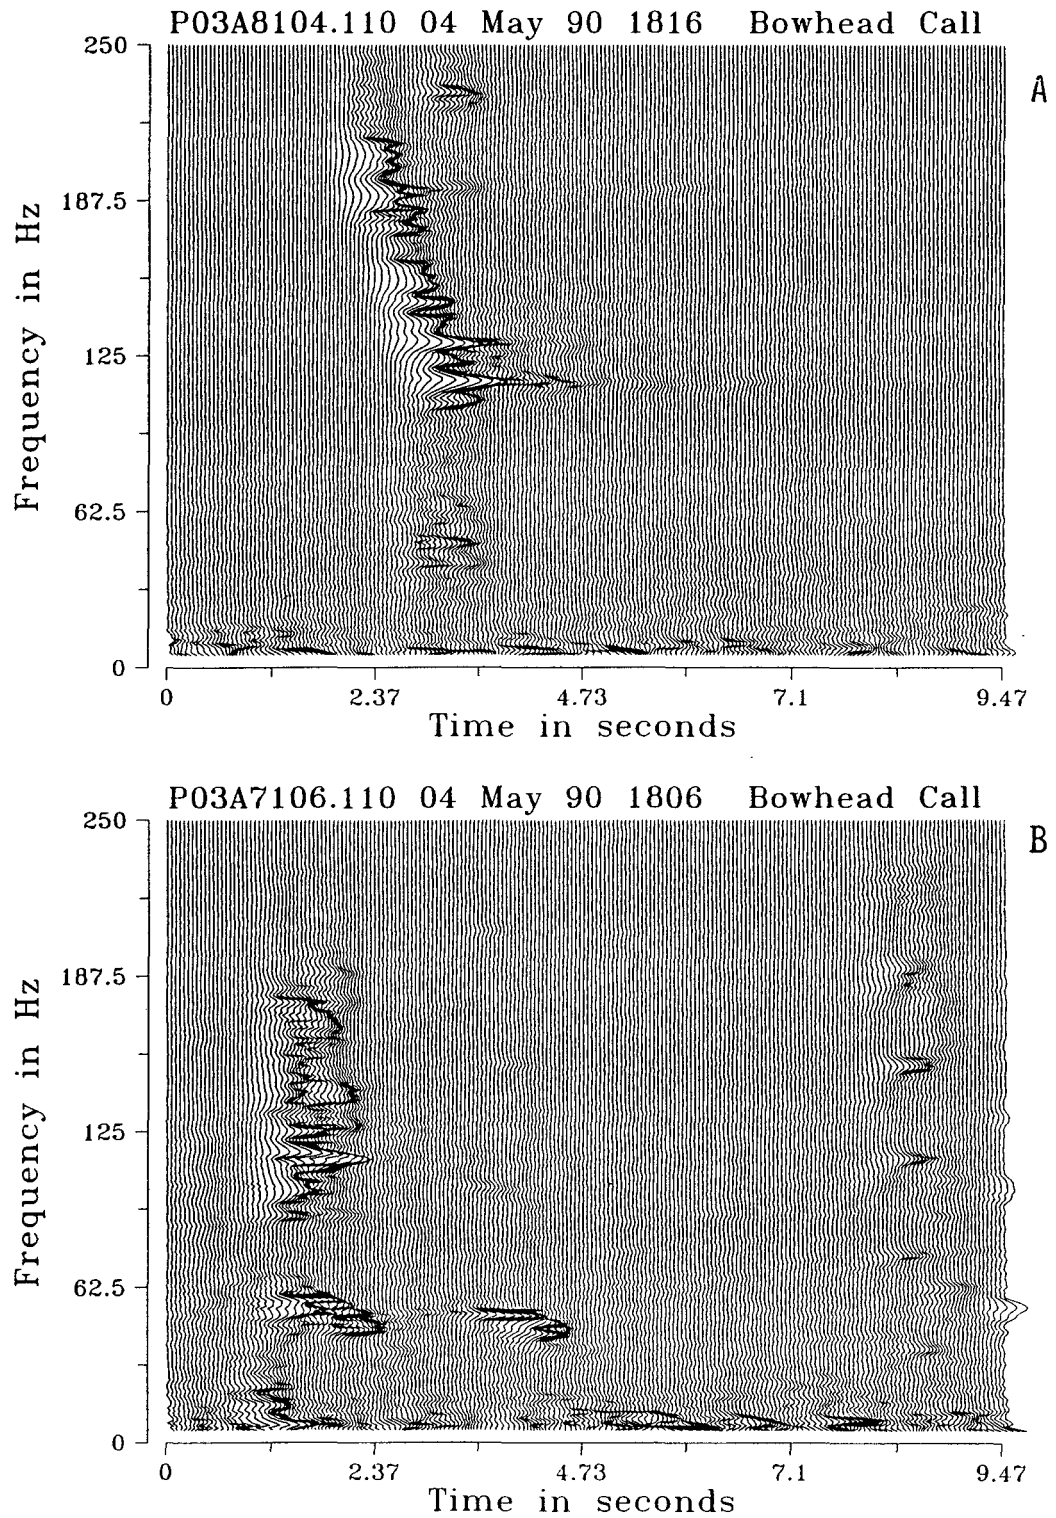 P03A8104.110 04 May 90 1816 Bowhead Call
A
250
187.5
125
62.5
0
Frequency in Hz
0 2.37 4.73 7.1 9.47
Time in seconds
P03A7106.110 04 May 90 1806 Bowhead Call
B
250
187.5
125
62.5
0
Frequency in Hz
0 2.37 4.73 7.1 9.47
Time in seconds